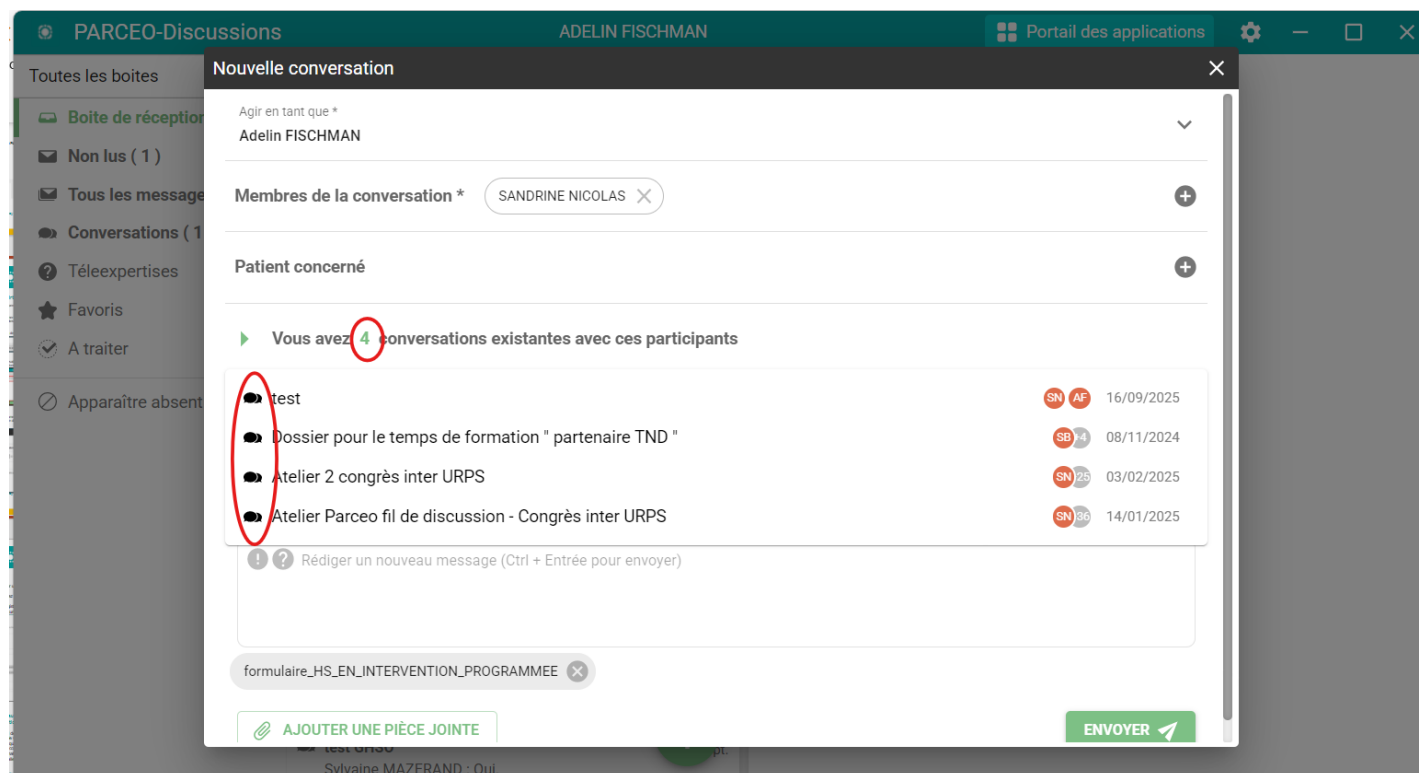 PARCEO-Discussions ADELIN FISCHMAN Portail des applications
Toutes les boites
Nouvelle conversation
Boite de réception
Non lus ( 1 )
Tous les message
Conversations ( 1
Téleexpertises
Favoris
A traiter
Apparaître absent
Agir en tant que *
Adelin FISCHMAN
Membres de la conversation * SANDRINE NICOLAS
Patient concerné
Vous avez 4 conversations existantes avec ces participants
test SN AF 16/09/2025
Dossier pour le temps de formation " partenaire TND " SB +4 08/11/2024
Atelier 2 congrès inter URPS SN 25 03/02/2025
Atelier Parceo fil de discussion - Congrès inter URPS SN 36 14/01/2025
Rédiger un nouveau message (Ctrl + Entrée pour envoyer)
formulaire_HS_EN_INTERVENTION_PROGRAMMEE
AJOUTER UNE PIÈCE JOINTE ENVOYER
test GHSO
Sylvaine MAZERAND : Oui